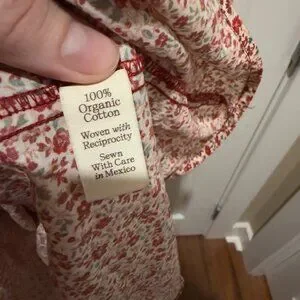 100%
Organic
Cotton
Woven with
Reciprocity
Sewn
With Care
in Mexico